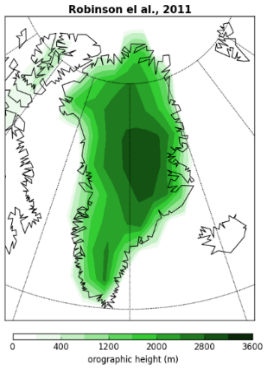 Robinson el al., 2011
0 400 1200 2000 2800 3600
orographic height (m)